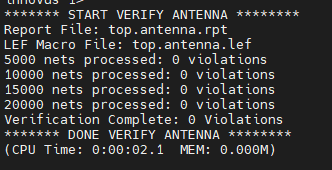 innovus 1>
******* START VERIFY ANTENNA ********
Report File: top.antenna.rpt
LEF Macro File: top.antenna.lef
5000 nets processed: 0 violations
10000 nets processed: 0 violations
15000 nets processed: 0 violations
20000 nets processed: 0 violations
Verification Complete: 0 Violations
******* DONE VERIFY ANTENNA ********
(CPU Time: 0:00:02.1  MEM: 0.000M)